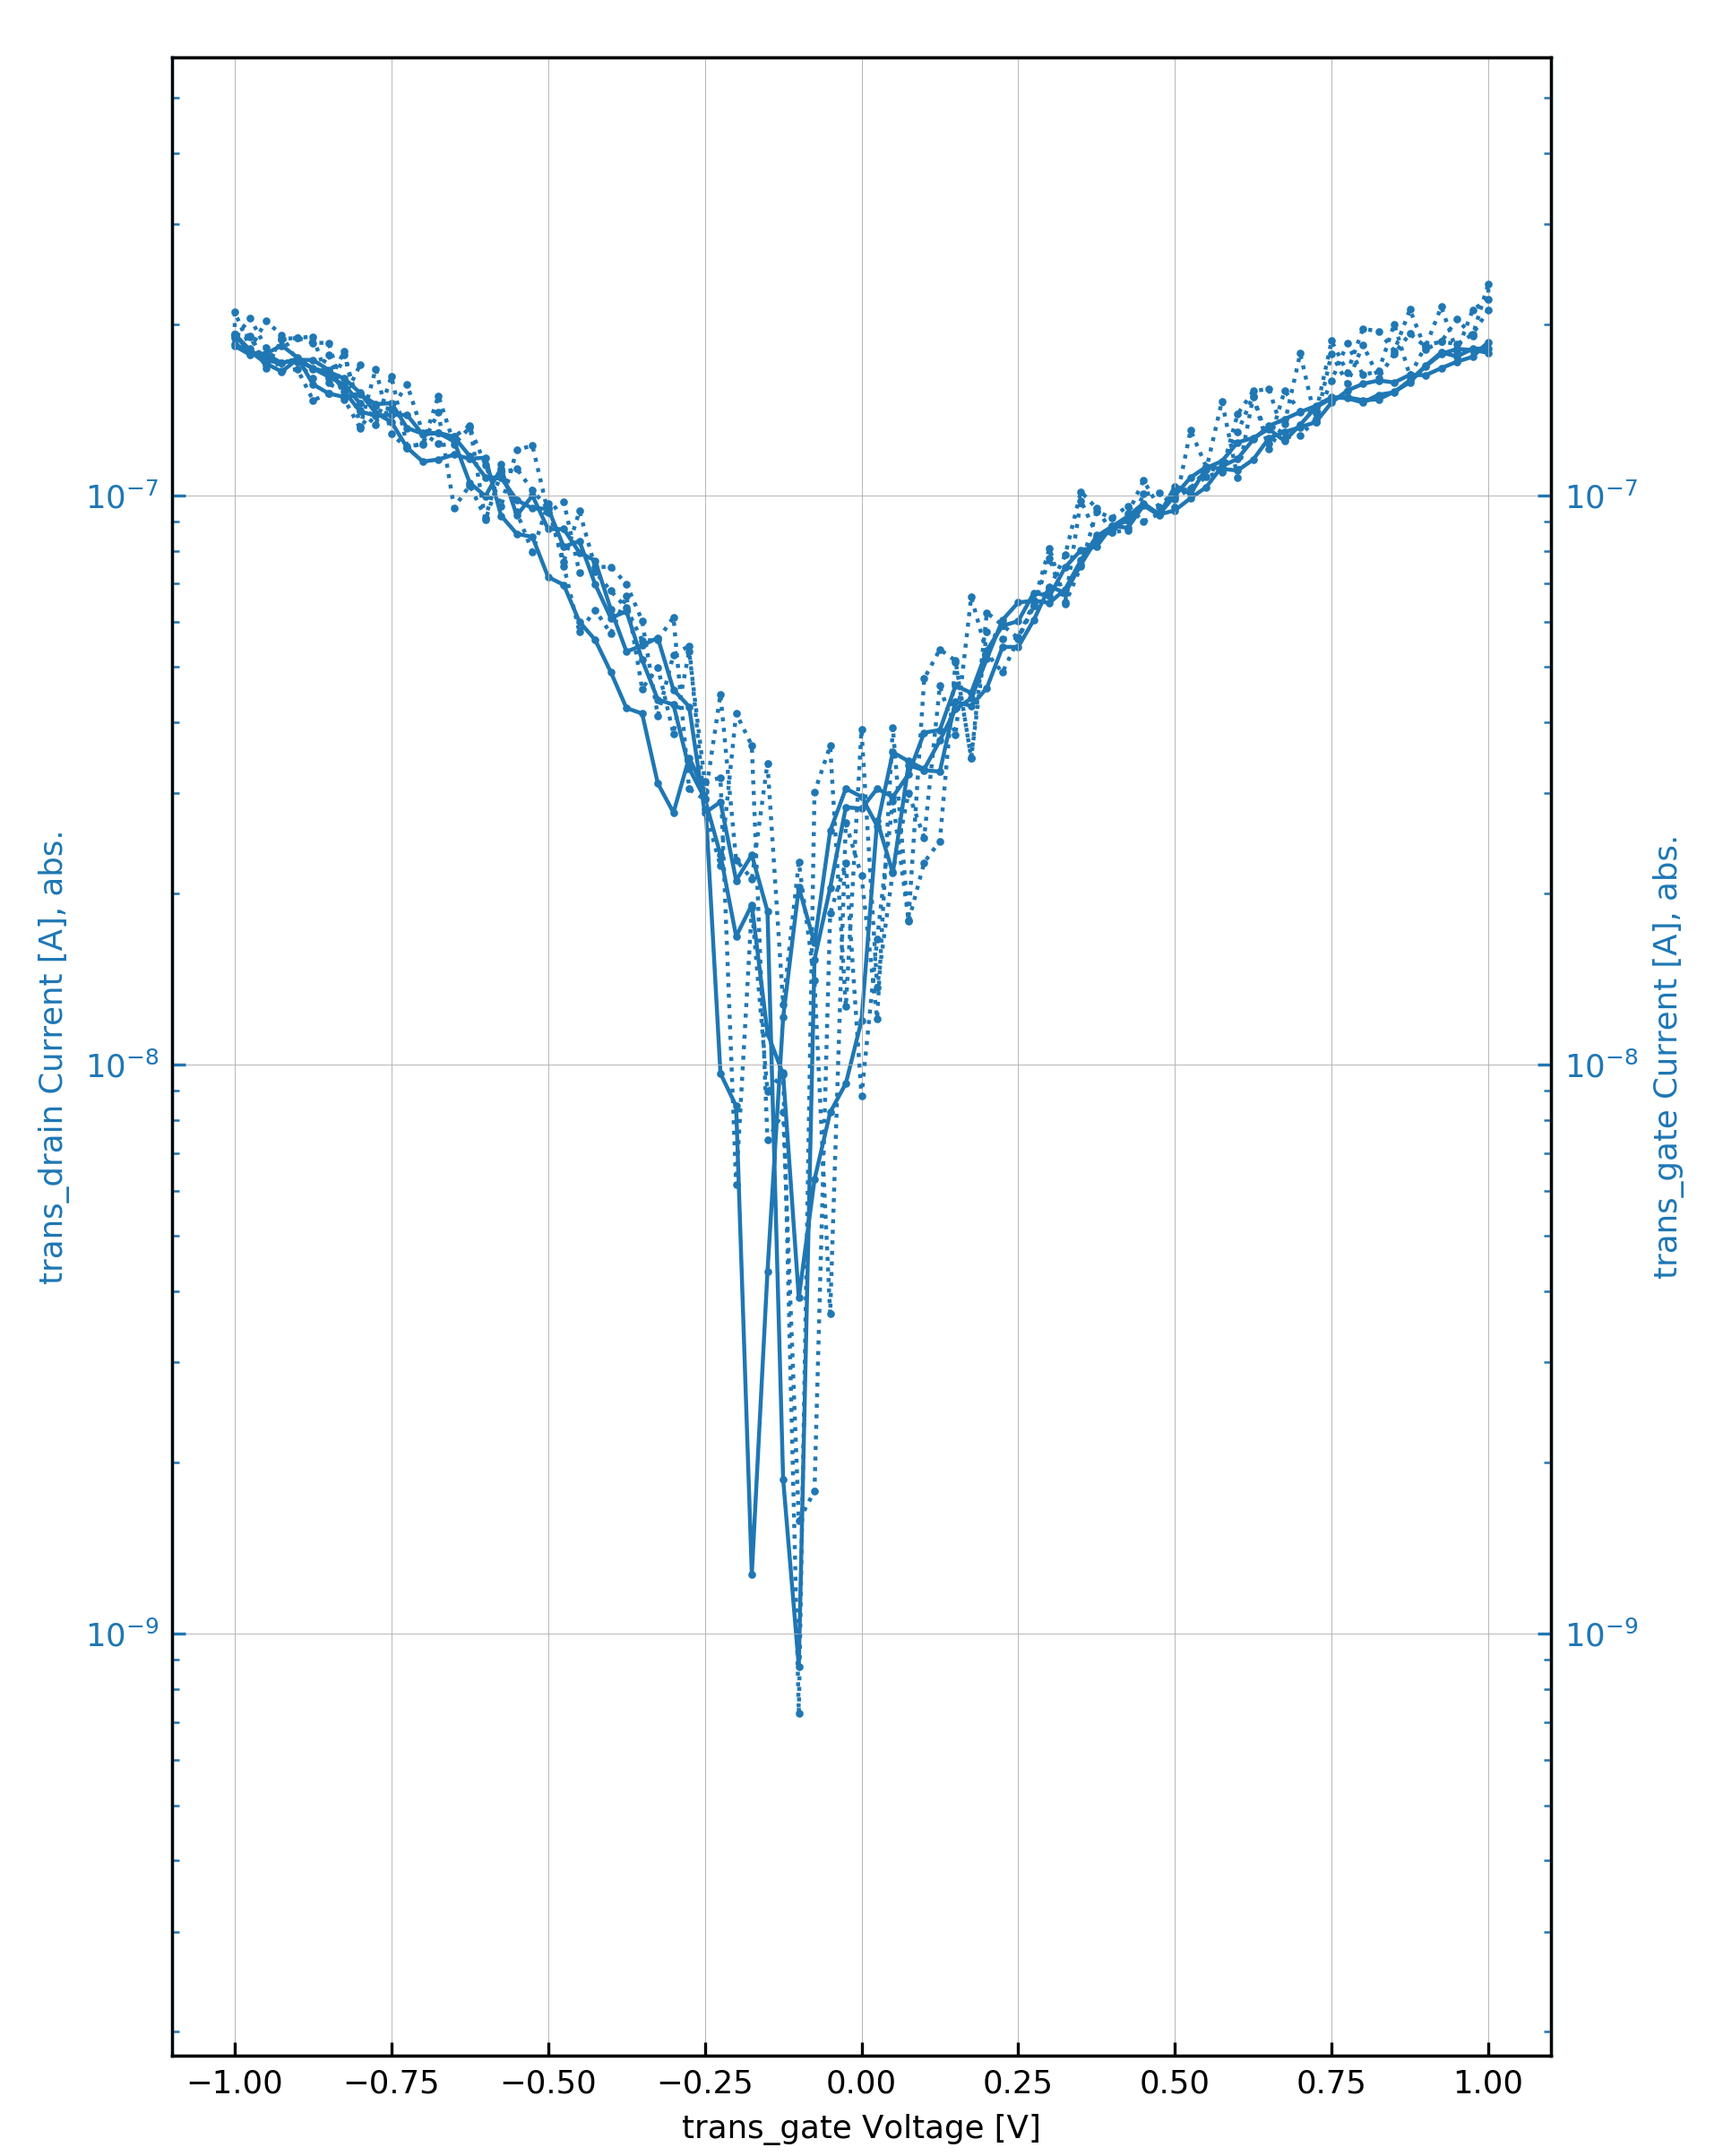 trans_drain Current [A], abs.
10⁻⁷
10⁻⁸
10⁻⁹
10⁻⁷
10⁻⁸
10⁻⁹
trans_gate Current [A], abs.
−1.00 −0.75 −0.50 −0.25 0.00 0.25 0.50 0.75 1.00
trans_gate Voltage [V]